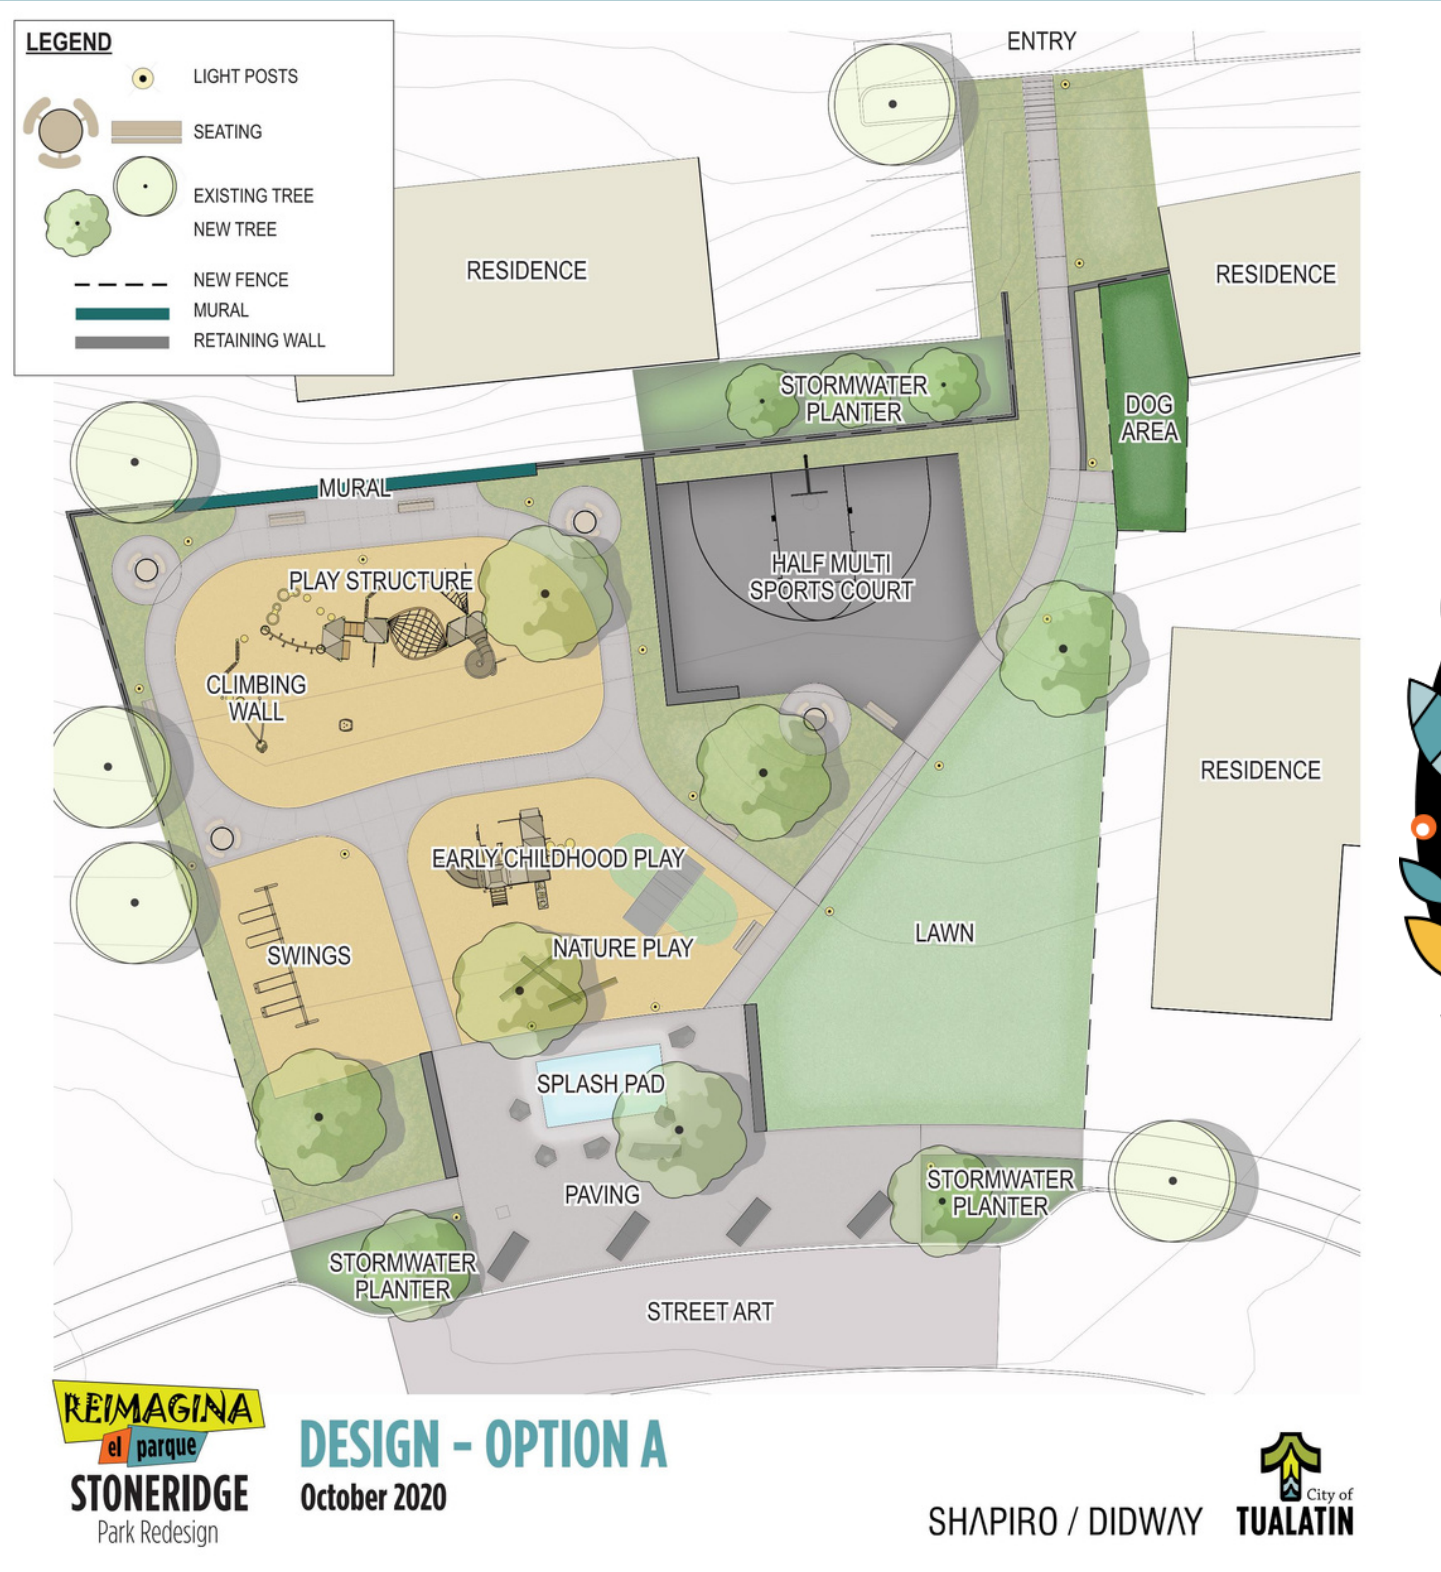 LEGEND
LIGHT POSTS
SEATING
EXISTING TREE
NEW TREE
NEW FENCE
MURAL
RETAINING WALL
ENTRY
RESIDENCE
RESIDENCE
STORMWATER
PLANTER
DOG
AREA
MURAL
HALF MULTI
SPORTS COURT
PLAY STRUCTURE
CLIMBING
WALL
RESIDENCE
EARLY CHILDHOOD PLAY
SWINGS
NATURE PLAY
LAWN
SPLASH PAD
PAVING
STORMWATER
PLANTER
STORMWATER
PLANTER
STREET ART
REIMAGINA
el parque
STONERIDGE
Park Redesign
DESIGN - OPTION A
October 2020
SHAPIRO / DIDWAY
City of
TUALATIN